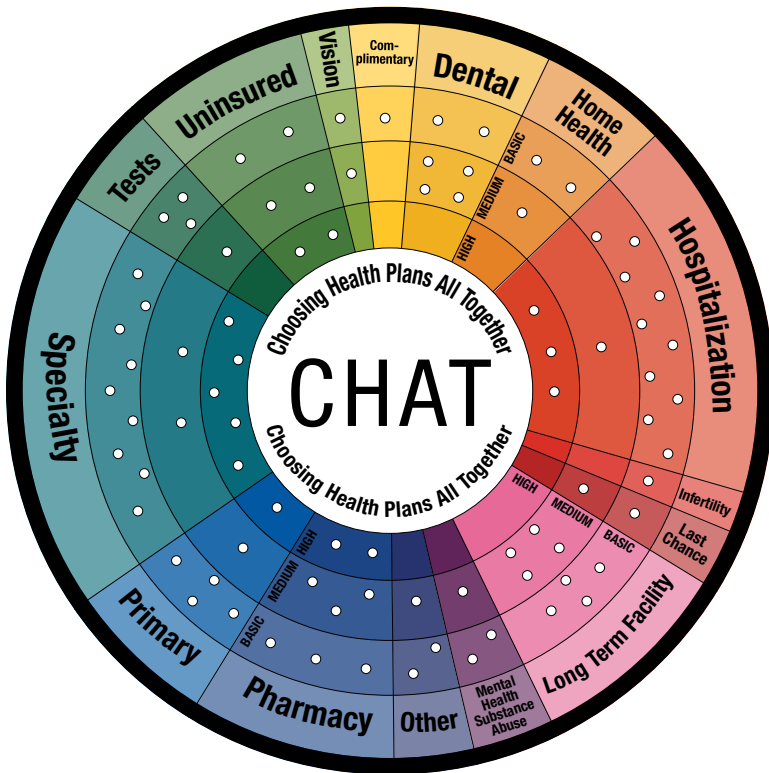 Com-
plimentary
Dental
Home
Health
Hospitalization
Infertility
Last
Chance
Long Term Facility
Mental
Health
Substance
Abuse
Other
Pharmacy
Primary
Specialty
Tests
Uninsured
Vision
BASIC
MEDIUM
HIGH
HIGH
MEDIUM
BASIC
HIGH
MEDIUM
BASIC
Choosing Health Plans All Together
CHAT
Choosing Health Plans All Together